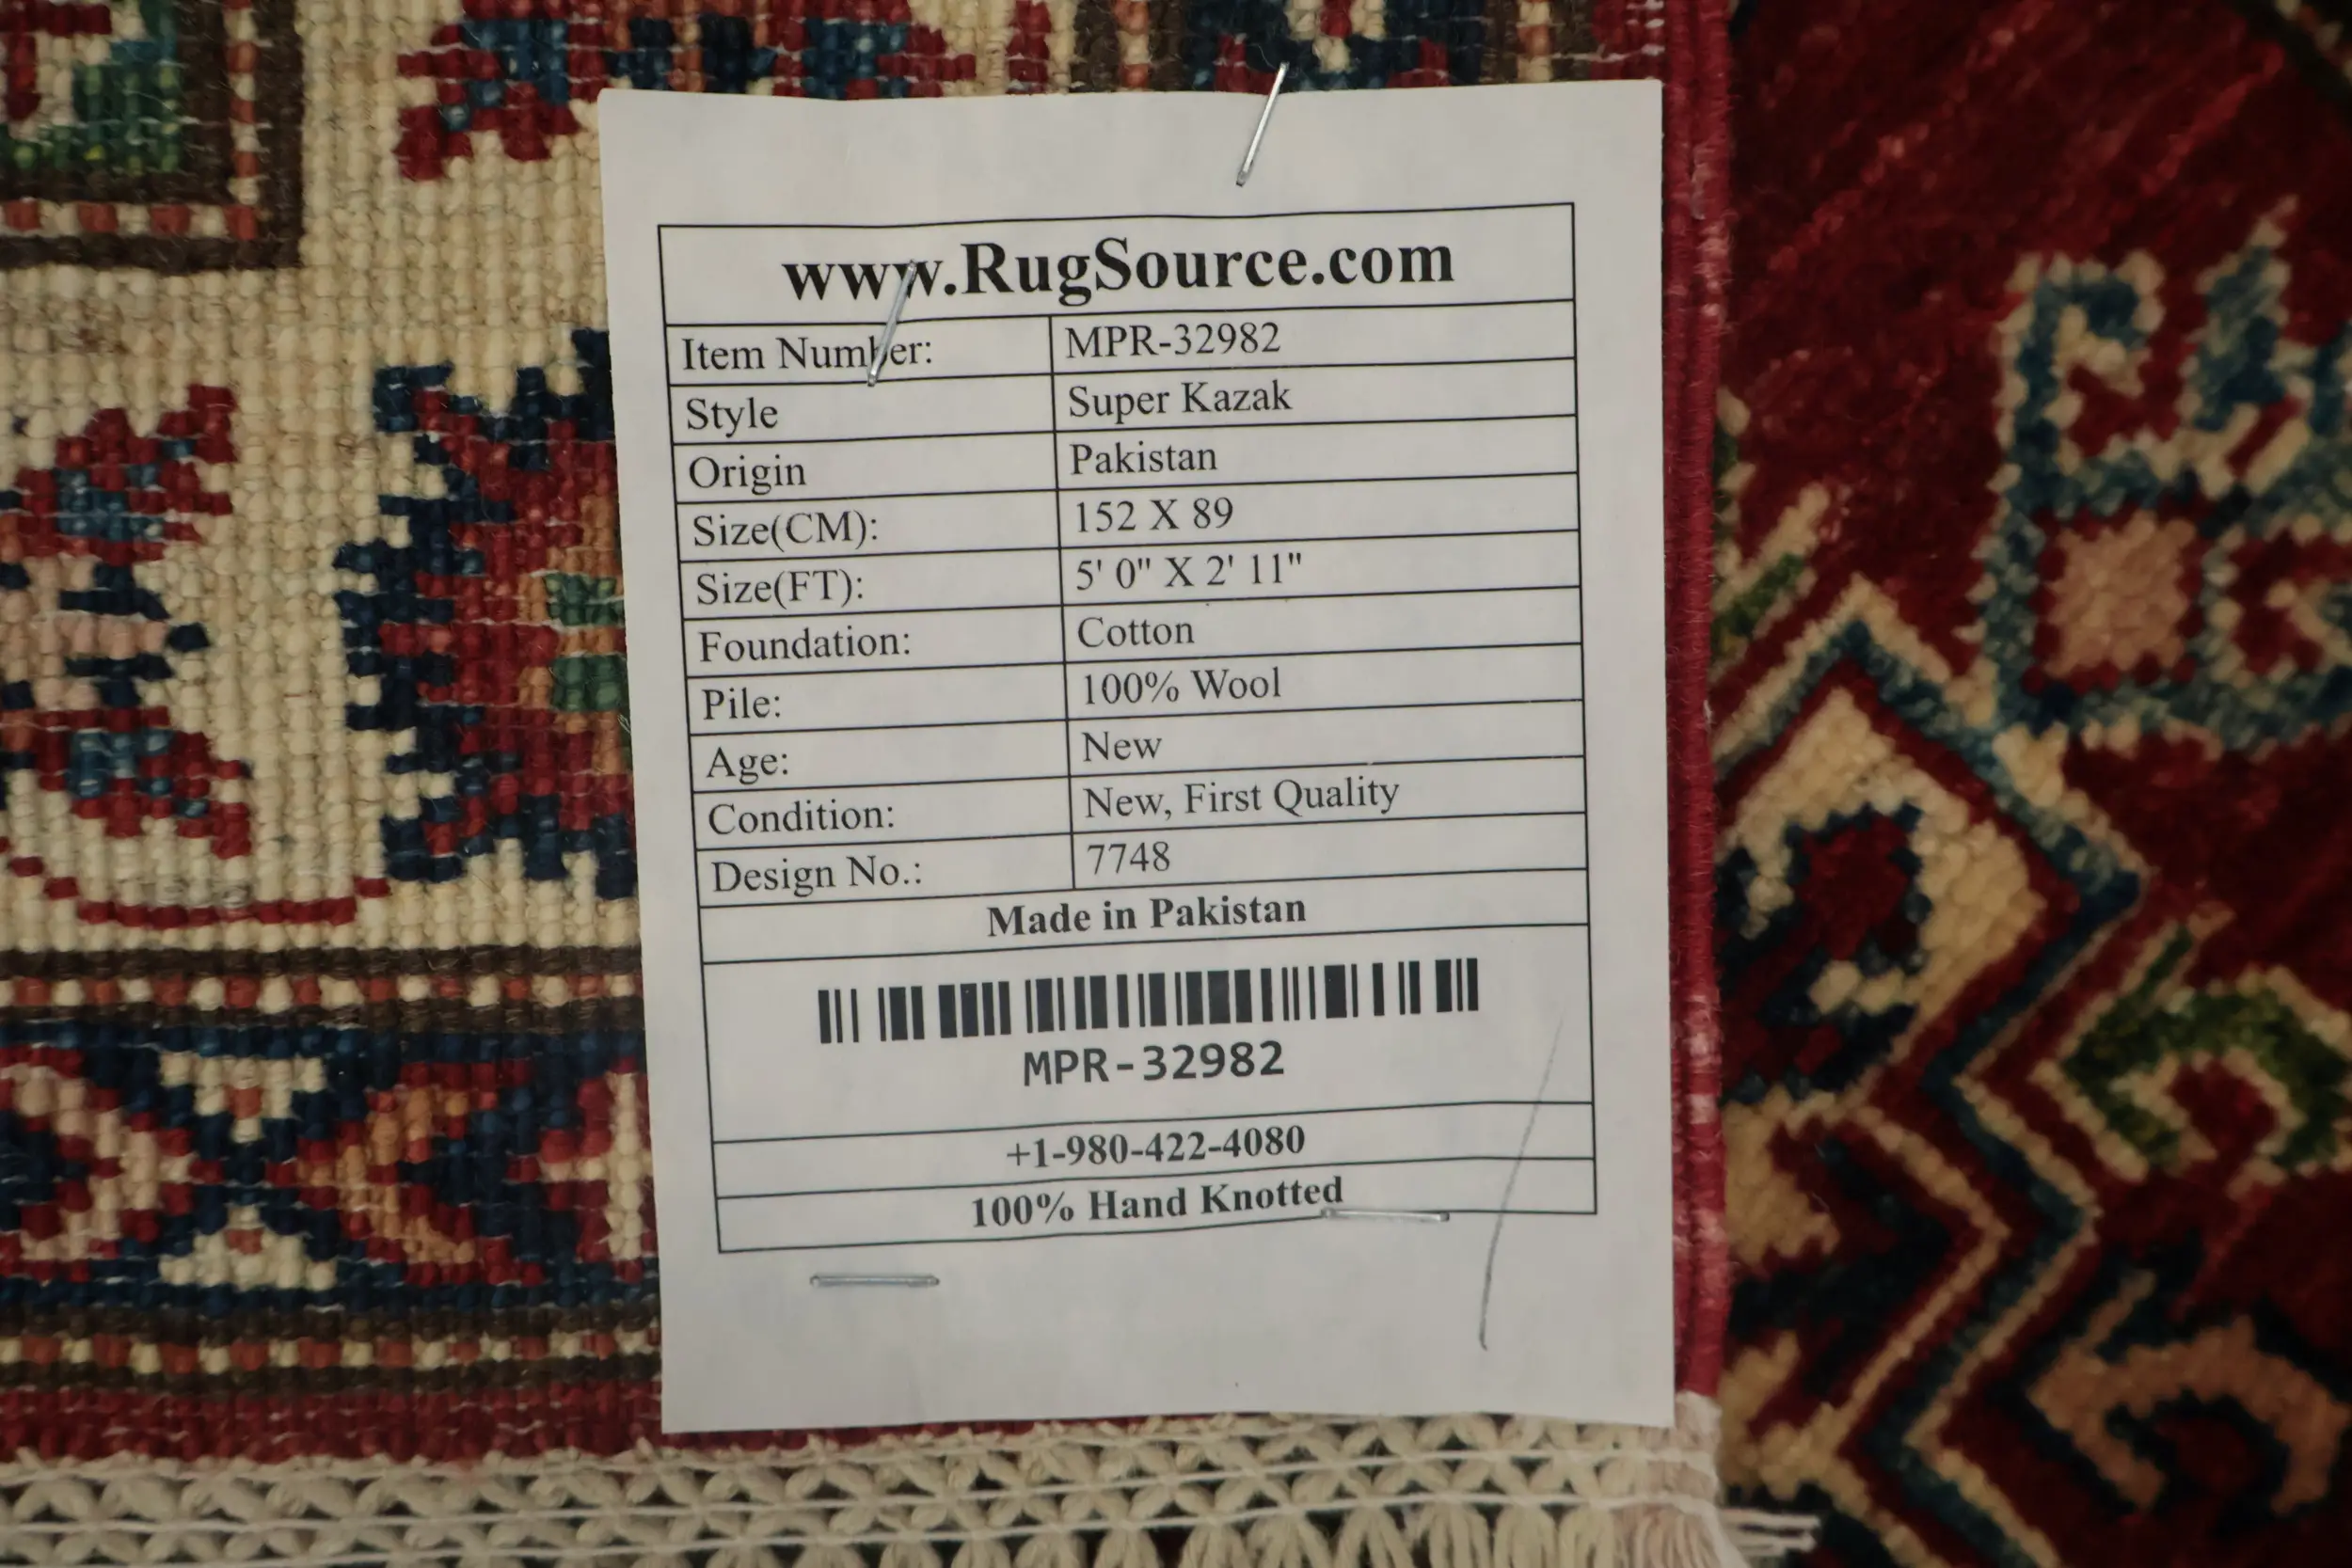 www.RugSource.com
Item Number: MPR-32982
Style Super Kazak
Origin Pakistan
Size(CM): 152 X 89
Size(FT): 5' 0" X 2' 11"
Foundation: Cotton
Pile: 100% Wool
Age: New
Condition: New, First Quality
Design No.: 7748
Made in Pakistan
MPR-32982
+1-980-422-4080
100% Hand Knotted